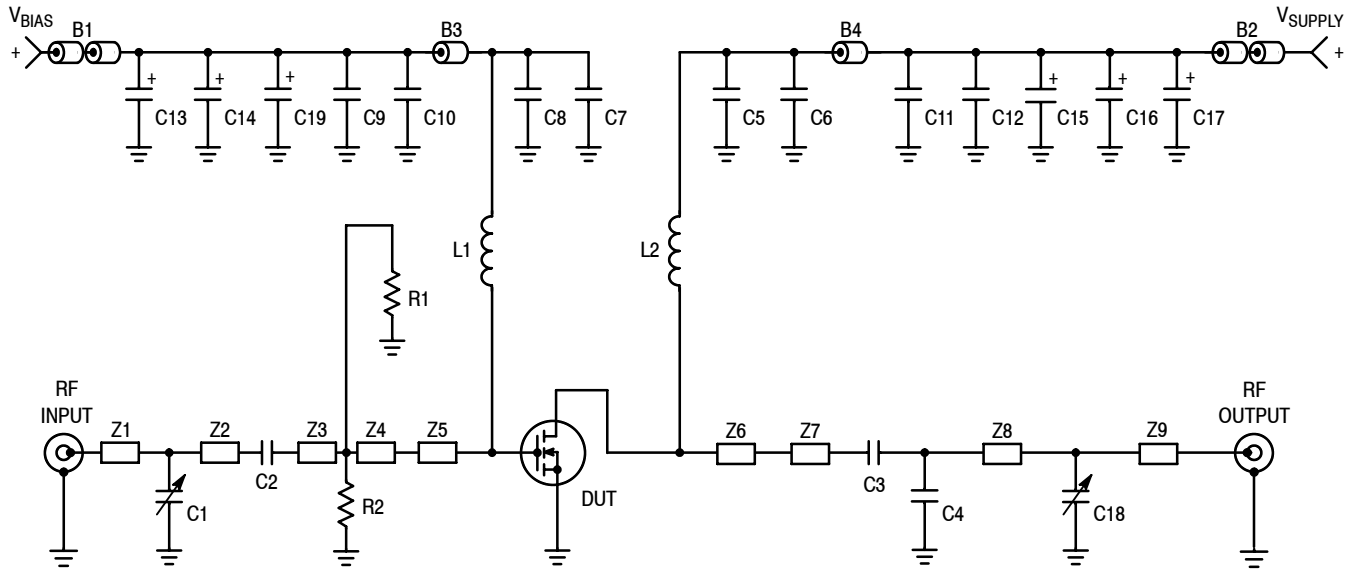 V_BIAS
B1
B3
B4
B2
V_SUPPLY
+
+
+
+
+
+
+
+
C13
C14
C19
C9
C10
C8
C7
C5
C6
C11
C12
C15
C16
C17
L1
L2
R1
RF
INPUT
RF
OUTPUT
Z1
Z2
Z3
Z4
Z5
Z6
Z7
Z8
Z9
C2
C3
C1
R2
DUT
C4
C18